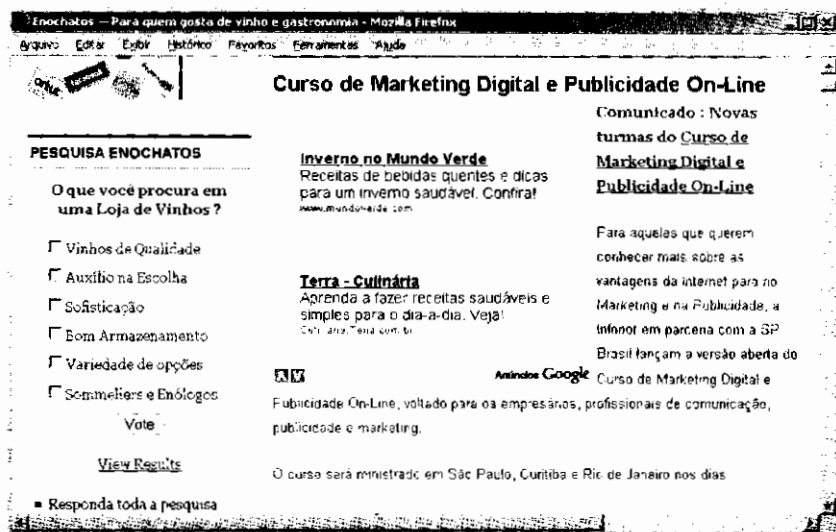 Enochatos — Para quem gosta de vinho e gastronomia - Mozilla Firefox
Arquivo Editar Exibir Histórico Favoritos Ferramentas Ajuda
Curso de Marketing Digital e Publicidade On-Line
PESQUISA ENOCHATOS
O que você procura em
uma Loja de Vinhos ?
Vinhos de Qualidade
Auxílio na Escolha
Sofisticação
Bom Armazenamento
Variedade de opções
Sommeliers e Enólogos
Vote
View Results
Responda toda a pesquisa
Inverno no Mundo Verde
Receitas de bebidas quentes e dicas
para um inverno saudável. Confira!
www.mundoverde.com
Terra - Culinária
Aprenda a fazer receitas saudáveis e
simples para o dia-a-dia. Veja!
Culinaria.Terra.com.br
Anúncios Google
Comunicado : Novas
turmas do Curso de
Marketing Digital e
Publicidade On-Line
Para aqueles que querem
conhecer mais sobre as
vantagens da internet para no
Marketing e na Publicidade, a
em parceria com a SP
Brasil lançam a versão aberta do
Curso de Marketing Digital e
Publicidade On-Line, voltado para os empresários, profissionais de comunicação,
publicidade e marketing.
O curso será ministrado em São Paulo, Curitiba e Rio de Janeiro nos dias